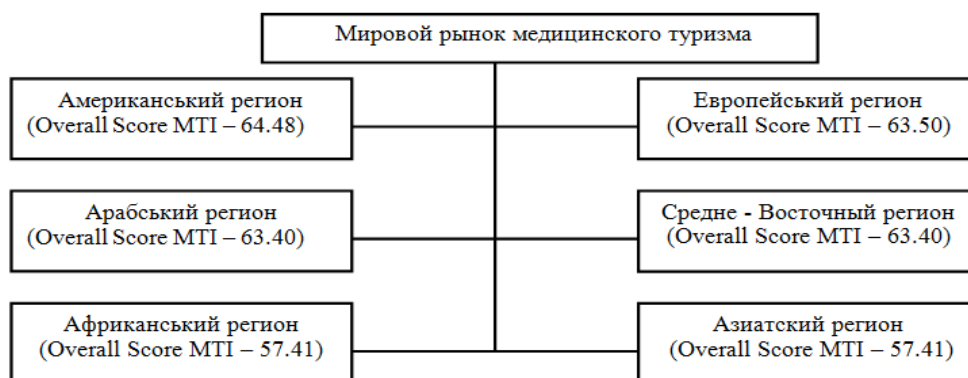 Мировой рынок медицинского туризма
Американський регион
(Overall Score MTI – 64.48)
Европейський регион
(Overall Score MTI – 63.50)
Арабський регион
(Overall Score MTI – 63.40)
Средне - Восточный регион
(Overall Score MTI – 63.40)
Африканський регион
(Overall Score MTI – 57.41)
Азиатский регион
(Overall Score MTI – 57.41)